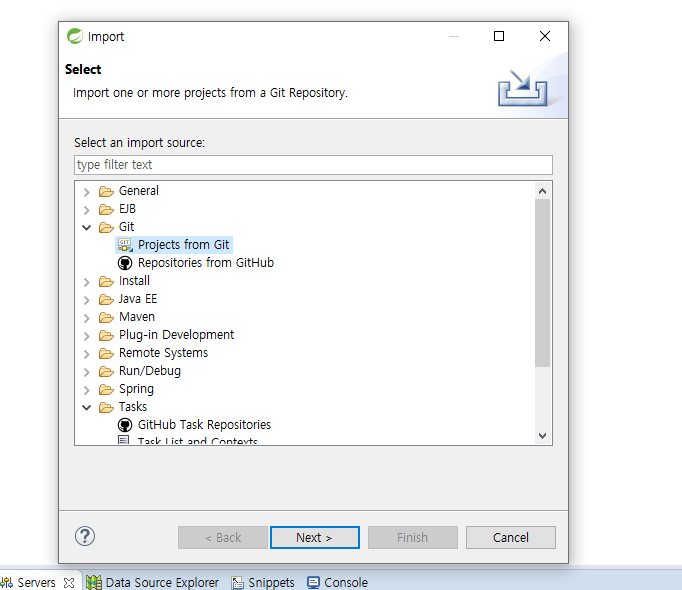 Import
Select
Import one or more projects from a Git Repository.
Select an import source:
type filter text
General
EJB
Git
Projects from Git
Repositories from GitHub
Install
Java EE
Maven
Plug-in Development
Remote Systems
Run/Debug
Spring
Tasks
GitHub Task Repositories
Task List and Contexts
< Back Next > Finish Cancel
Servers Data Source Explorer Snippets Console